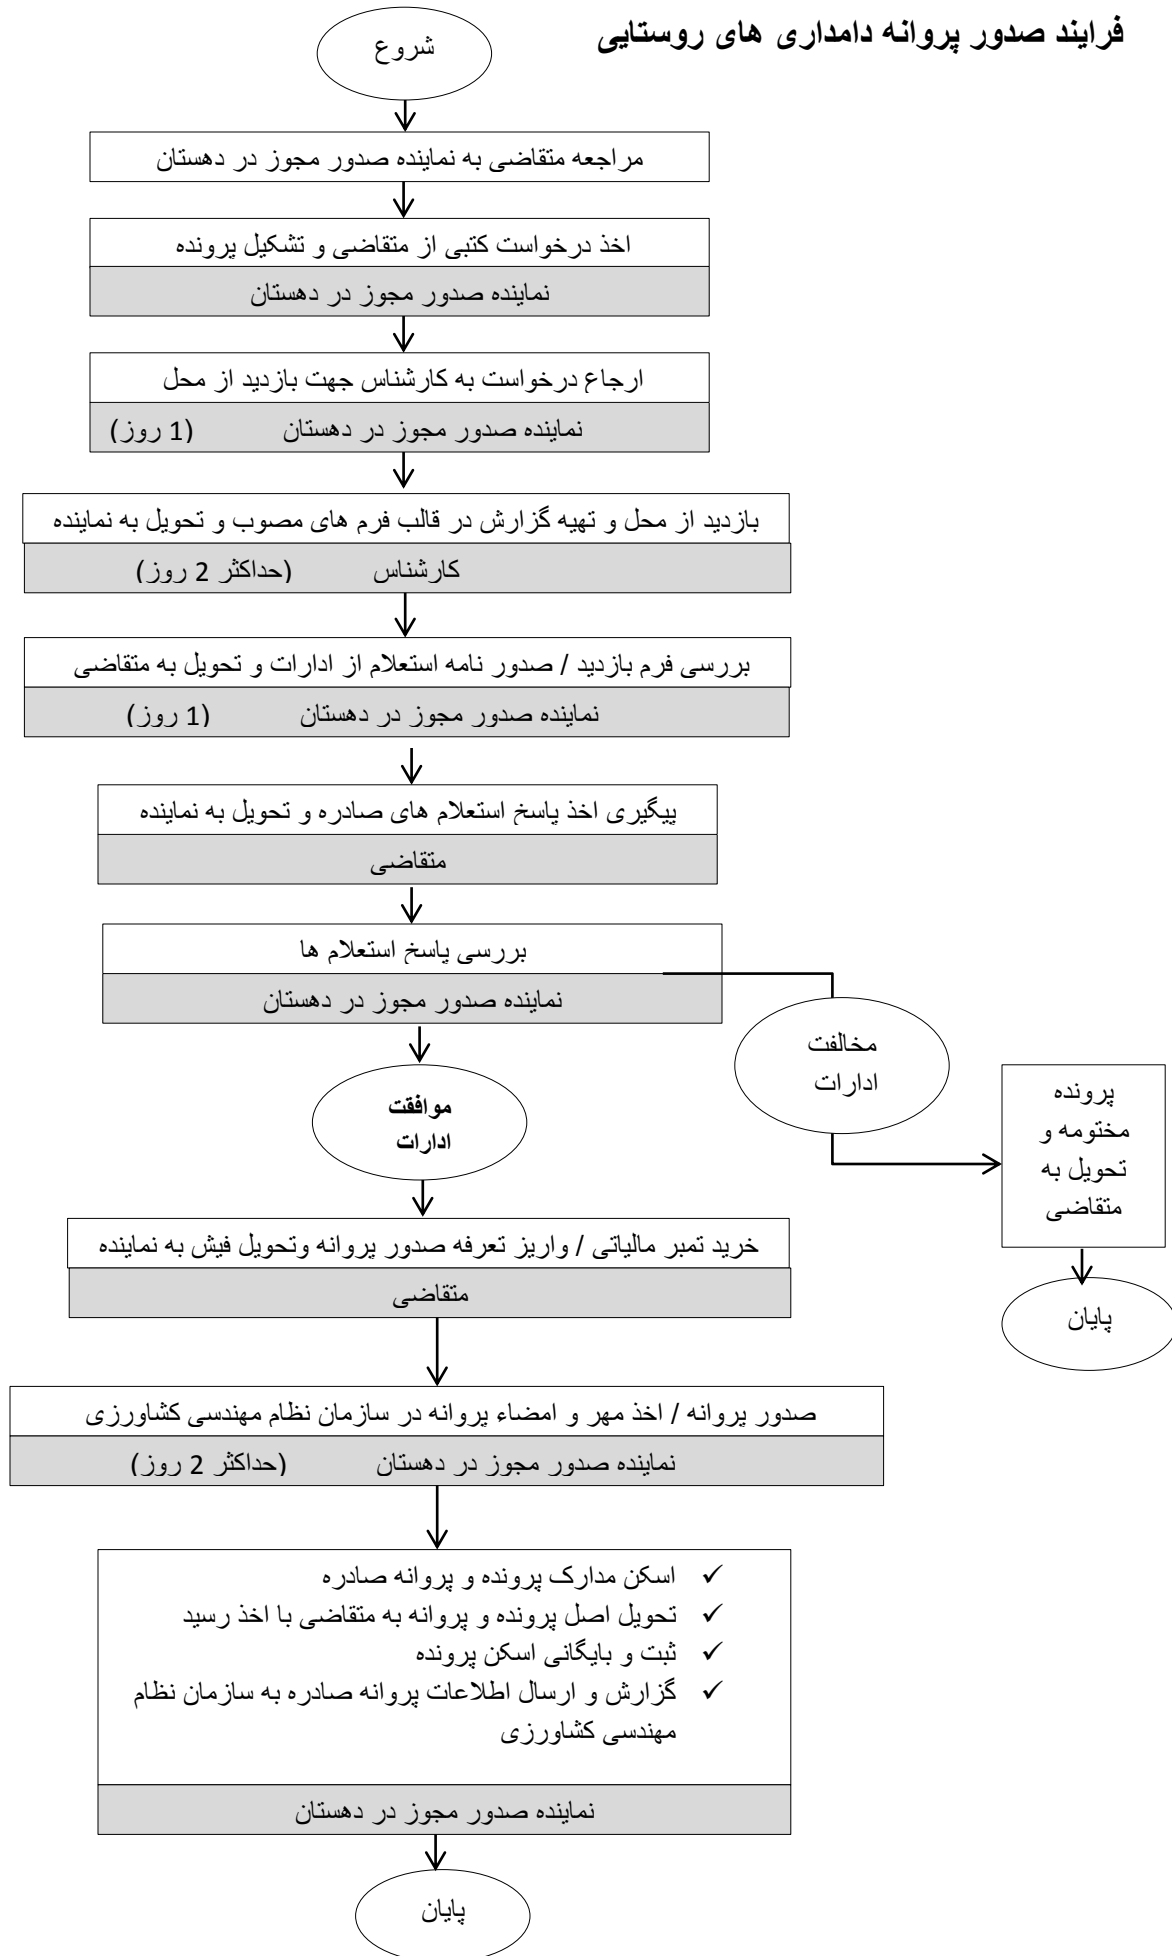 فرایند صدور پروانه دامداری های روستایی
شروع
مراجعه متقاضی به نماینده صدور مجوز در دهستان
اخذ درخواست کتبی از متقاضی و تشکیل پرونده
نماینده صدور مجوز در دهستان
ارجاع درخواست به کارشناس جهت بازدید از محل
نماینده صدور مجوز در دهستان (1 روز)
بازدید از محل و تهیه گزارش در قالب فرم های مصوب و تحویل به نماینده
کارشناس (حداکثر 2 روز)
بررسی فرم بازدید / صدور نامه استعلام از ادارات و تحویل به متقاضی
نماینده صدور مجوز در دهستان (1 روز)
پیگیری اخذ پاسخ استعلام های صادره و تحویل به نماینده
متقاضی
بررسی پاسخ استعلام ها
نماینده صدور مجوز در دهستان
مخالفت
ادارات
پرونده
مختومه و
تحویل به
متقاضی
پایان
موافقت
ادارات
خرید تمبر مالیاتی / واریز تعرفه صدور پروانه وتحویل فیش به نماینده
متقاضی
صدور پروانه / اخذ مهر و امضاء پروانه در سازمان نظام مهندسی کشاورزی
نماینده صدور مجوز در دهستان (حداکثر 2 روز)
✓ اسکن مدارک پرونده و پروانه صادره
✓ تحویل اصل پرونده و پروانه به متقاضی با اخذ رسید
✓ ثبت و بایگانی اسکن پرونده
✓ گزارش و ارسال اطلاعات پروانه صادره به سازمان نظام
مهندسی کشاورزی
نماینده صدور مجوز در دهستان
پایان